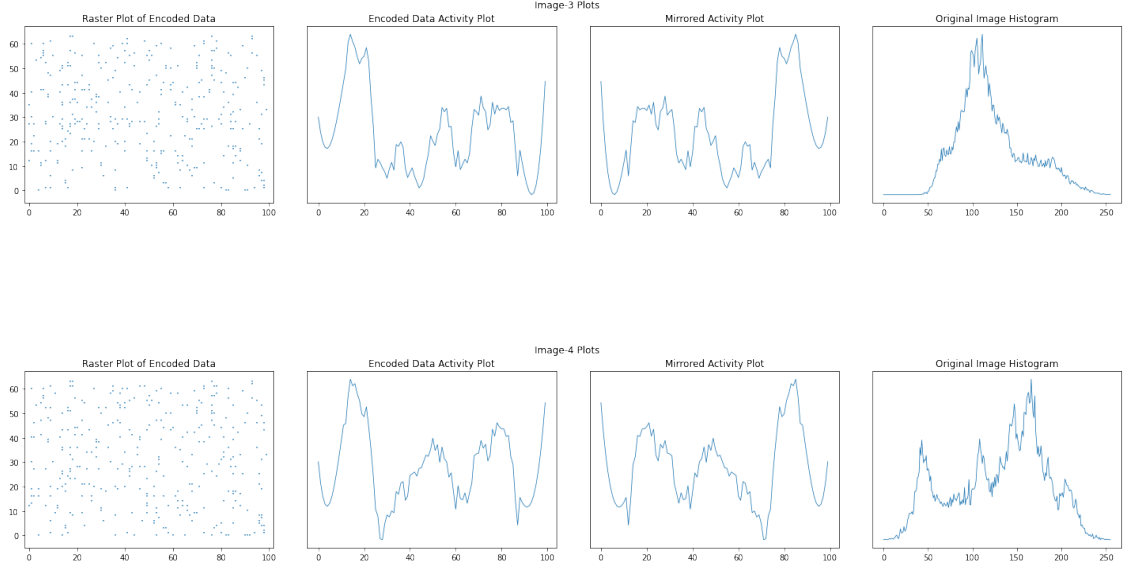 Image-3 Plots
Raster Plot of Encoded Data
Encoded Data Activity Plot
Mirrored Activity Plot
Original Image Histogram
60
50
40
30
20
10
0
0 20 40 60 80 100
0 20 40 60 80 100
0 20 40 60 80 100
0 50 100 150 200 250
Image-4 Plots
Raster Plot of Encoded Data
Encoded Data Activity Plot
Mirrored Activity Plot
Original Image Histogram
60
50
40
30
20
10
0
0 20 40 60 80 100
0 20 40 60 80 100
0 20 40 60 80 100
0 50 100 150 200 250